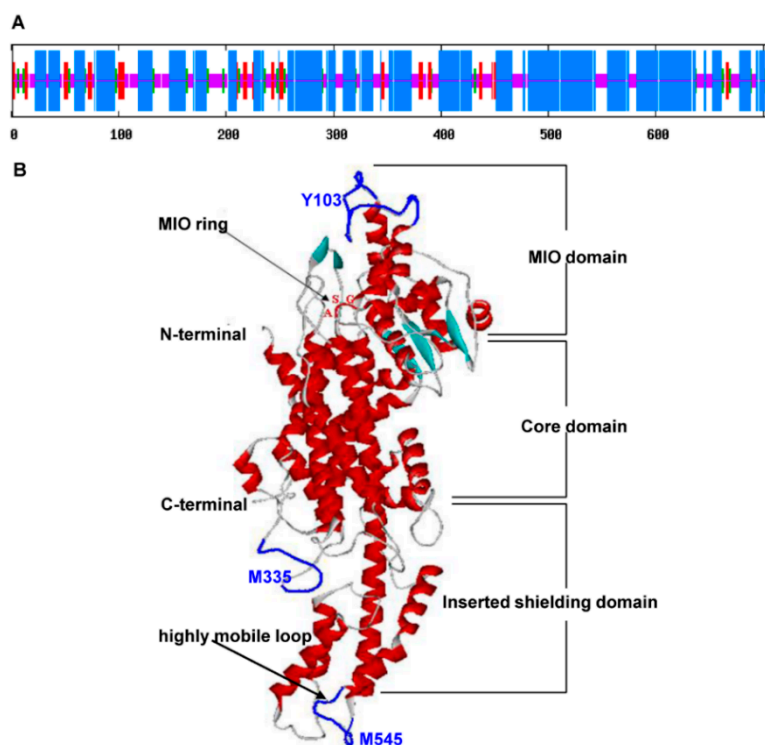 A
0 100 200 300 400 500 600
B
Y103
MIO ring
MIO domain
S G
A
N-terminal
Core domain
C-terminal
M335
Inserted shielding domain
highly mobile loop
M545